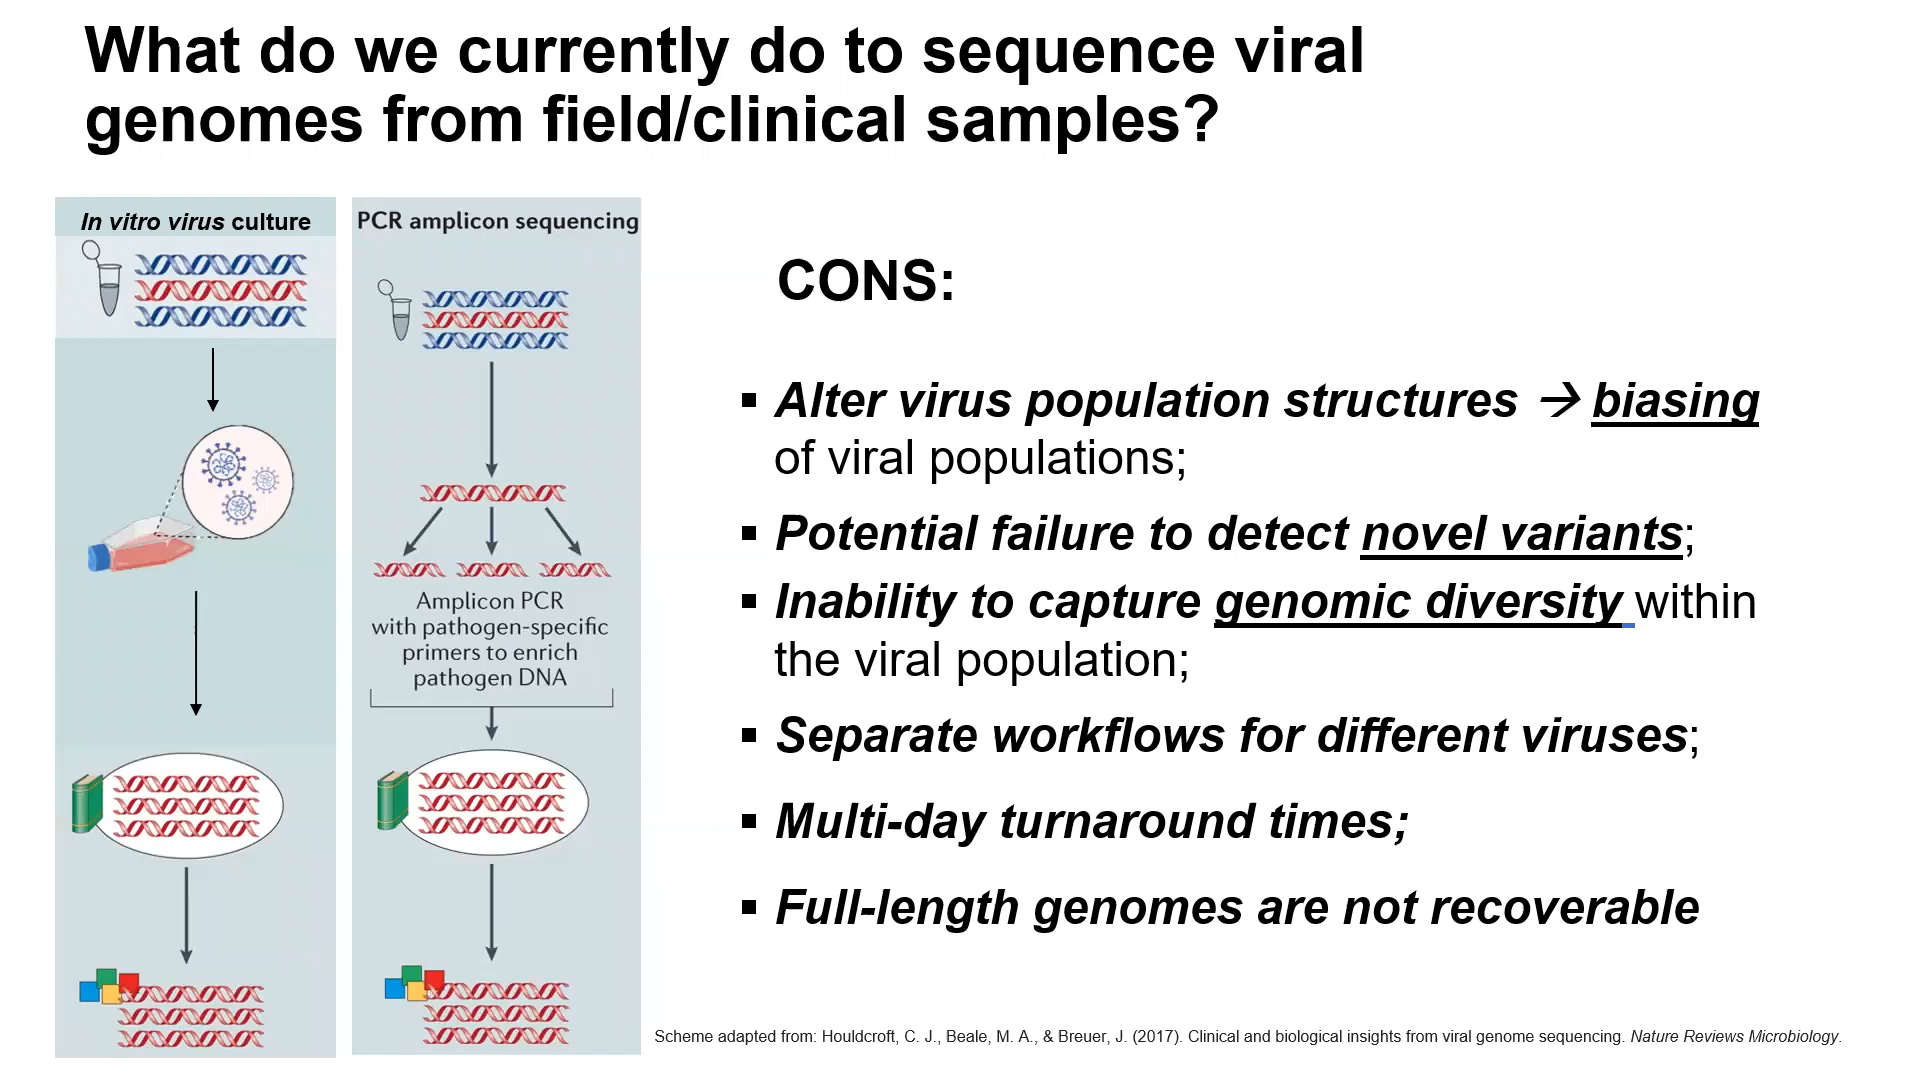 What do we currently do to sequence viral
genomes from field/clinical samples?
In vitro virus culture
PCR amplicon sequencing
Amplicon PCR
with pathogen-specific
primers to enrich
pathogen DNA
CONS:
▪ Alter virus population structures → biasing
of viral populations;
▪ Potential failure to detect novel variants;
▪ Inability to capture genomic diversity within
the viral population;
▪ Separate workflows for different viruses;
▪ Multi-day turnaround times;
▪ Full-length genomes are not recoverable
Scheme adapted from: Houldcroft, C. J., Beale, M. A., & Breuer, J. (2017). Clinical and biological insights from viral genome sequencing. Nature Reviews Microbiology.